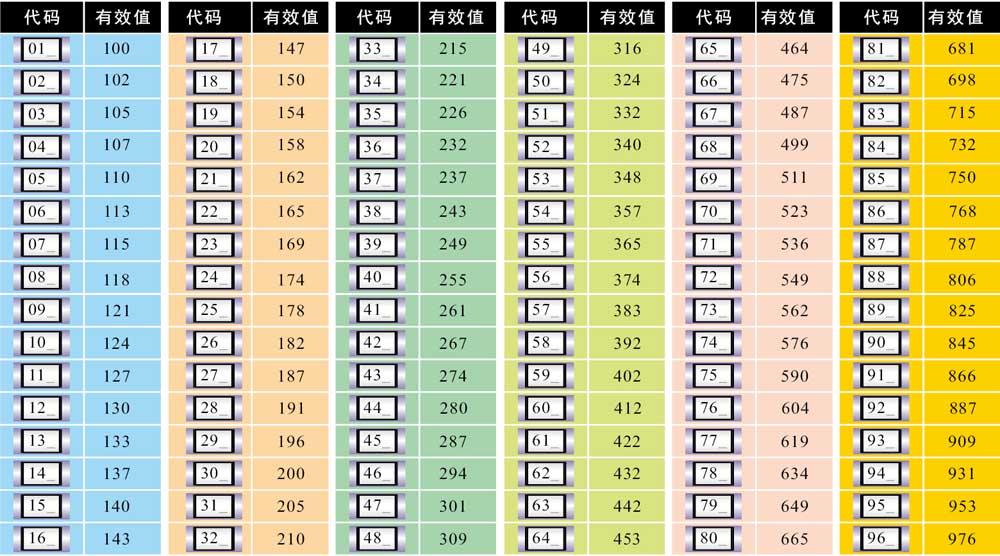 代码 有效值 代码 有效值 代码 有效值 代码 有效值 代码 有效值 代码 有效值
01_ 100 17_ 147 33_ 215 49_ 316 65_ 464 81_ 681
02_ 102 18_ 150 34_ 221 50_ 324 66_ 475 82_ 698
03_ 105 19_ 154 35_ 226 51_ 332 67_ 487 83_ 715
04_ 107 20_ 158 36_ 232 52_ 340 68_ 499 84_ 732
05_ 110 21_ 162 37_ 237 53_ 348 69_ 511 85_ 750
06_ 113 22_ 165 38_ 243 54_ 357 70_ 523 86_ 768
07_ 115 23_ 169 39_ 249 55_ 365 71_ 536 87_ 787
08_ 118 24_ 174 40_ 255 56_ 374 72_ 549 88_ 806
09_ 121 25_ 178 41_ 261 57_ 383 73_ 562 89_ 825
10_ 124 26_ 182 42_ 267 58_ 392 74_ 576 90_ 845
11_ 127 27_ 187 43_ 274 59_ 402 75_ 590 91_ 866
12_ 130 28_ 191 44_ 280 60_ 412 76_ 604 92_ 887
13_ 133 29_ 196 45_ 287 61_ 422 77_ 619 93_ 909
14_ 137 30_ 200 46_ 294 62_ 432 78_ 634 94_ 931
15_ 140 31_ 205 47_ 301 63_ 442 79_ 649 95_ 953
16_ 143 32_ 210 48_ 309 64_ 453 80_ 665 96_ 976